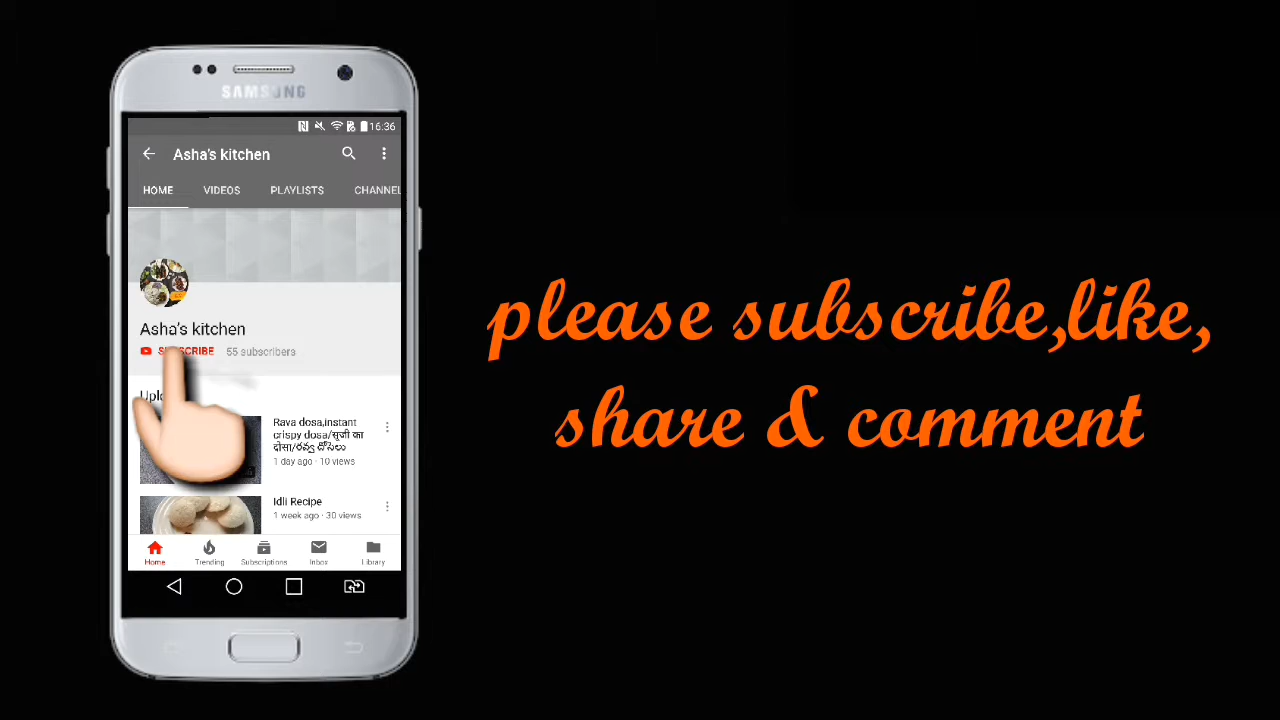 SAMSUNG
16:36
Asha's kitchen
HOME VIDEOS PLAYLISTS CHANNEL
Asha's kitchen
55 subscribers
Rava dosa,instant
crispy dosa/सूजी का
दोसा/రవ్వ దోసెలు
1 day ago · 10 views
Idli Recipe
1 week ago · 30 views
Home Trending Subscriptions Inbox Library
please subscribe,like,
share & comment